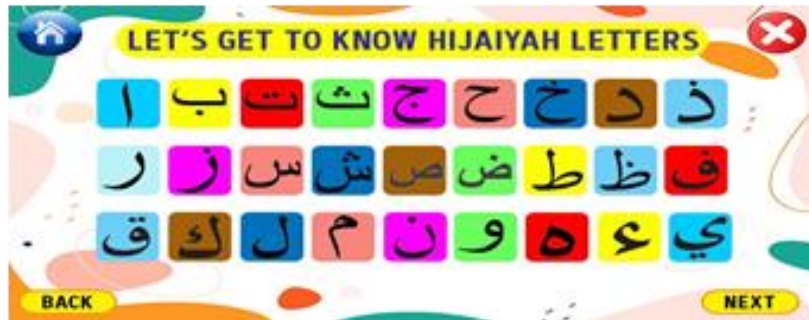 LET'S GET TO KNOW HIJAIYAH LETTERS
ا ب ت ث ج ح خ د ذ
ر ز س ش ص ض ط ظ ف
ق ك ل م ن و ه ء ي
BACK NEXT